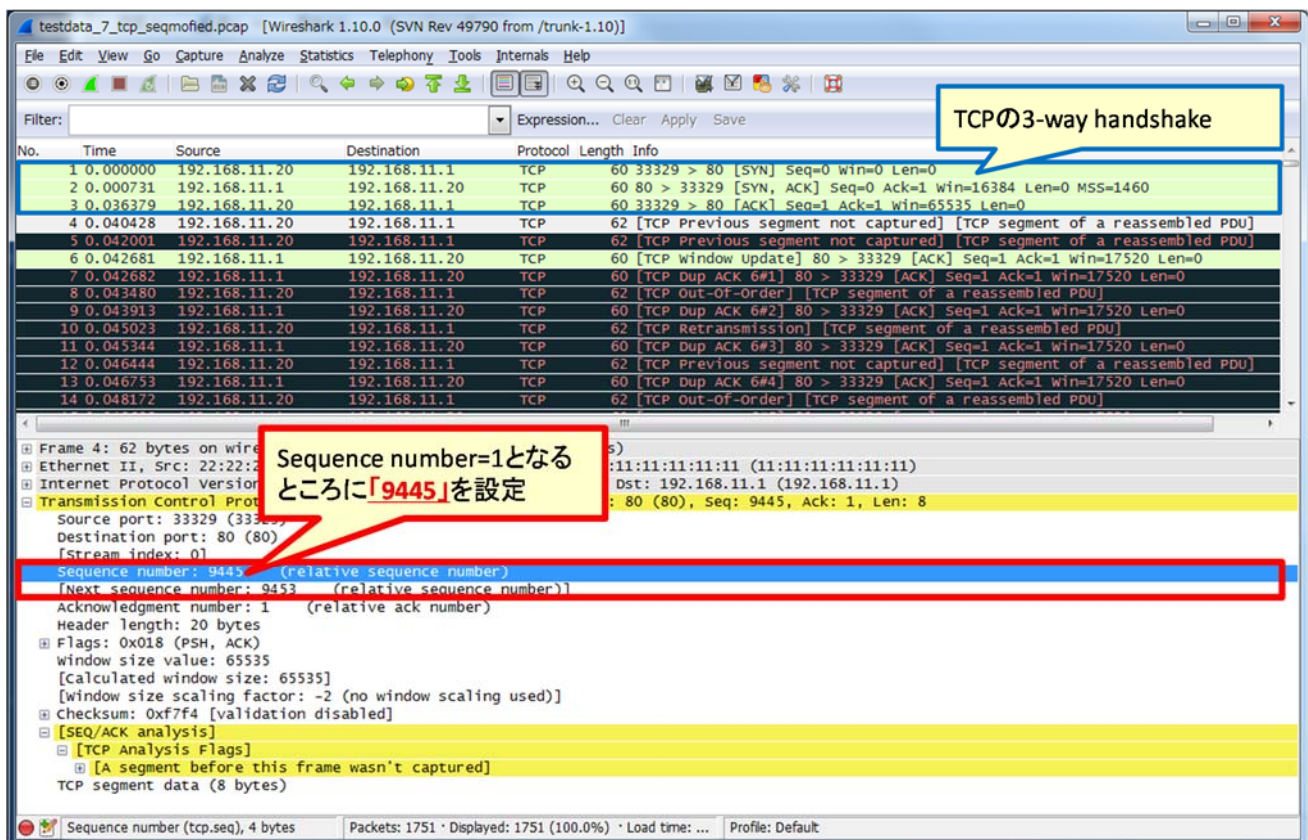 testdata_7_tcp_seqmofied.pcap [Wireshark 1.10.0 (SVN Rev 49790 from /trunk-1.10)]
File Edit View Go Capture Analyze Statistics Telephony Tools Internals Help
Filter: Expression... Clear Apply Save
TCPの3-way handshake
No. Time Source Destination Protocol Length Info
1 0.000000 192.168.11.20 192.168.11.1 TCP 60 33329 > 80 [SYN] Seq=0 Win=0 Len=0
2 0.000731 192.168.11.1 192.168.11.20 TCP 60 80 > 33329 [SYN, ACK] Seq=0 Ack=1 Win=16384 Len=0 MSS=1460
3 0.036379 192.168.11.20 192.168.11.1 TCP 60 33329 > 80 [ACK] Seq=1 Ack=1 Win=65535 Len=0
4 0.040428 192.168.11.20 192.168.11.1 TCP 62 [TCP Previous segment not captured] [TCP segment of a reassembled PDU]
5 0.042001 192.168.11.20 192.168.11.1 TCP 62 [TCP Previous segment not captured] [TCP segment of a reassembled PDU]
6 0.042681 192.168.11.1 192.168.11.20 TCP 60 [TCP Window Update] 80 > 33329 [ACK] Seq=1 Ack=1 Win=17520 Len=0
7 0.042682 192.168.11.1 192.168.11.20 TCP 60 [TCP Dup ACK 6#1] 80 > 33329 [ACK] Seq=1 Ack=1 Win=17520 Len=0
8 0.043480 192.168.11.20 192.168.11.1 TCP 62 [TCP Out-Of-Order] [TCP segment of a reassembled PDU]
9 0.043913 192.168.11.1 192.168.11.20 TCP 60 [TCP Dup ACK 6#2] 80 > 33329 [ACK] Seq=1 Ack=1 Win=17520 Len=0
10 0.045023 192.168.11.20 192.168.11.1 TCP 62 [TCP Retransmission] [TCP segment of a reassembled PDU]
11 0.045344 192.168.11.1 192.168.11.20 TCP 60 [TCP Dup ACK 6#3] 80 > 33329 [ACK] Seq=1 Ack=1 Win=17520 Len=0
12 0.046444 192.168.11.20 192.168.11.1 TCP 62 [TCP Previous segment not captured] [TCP segment of a reassembled PDU]
13 0.046753 192.168.11.1 192.168.11.20 TCP 60 [TCP Dup ACK 6#4] 80 > 33329 [ACK] Seq=1 Ack=1 Win=17520 Len=0
14 0.048172 192.168.11.20 192.168.11.1 TCP 62 [TCP Out-Of-Order] [TCP segment of a reassembled PDU]
Sequence number=1となる
ところに「9445」を設定
Frame 4: 62 bytes on wire s)
Ethernet II, Src: 22:22:2 :11:11:11:11:11 (11:11:11:11:11:11)
Internet Protocol Version Dst: 192.168.11.1 (192.168.11.1)
Transmission Control Prot : 80 (80), Seq: 9445, Ack: 1, Len: 8
Source port: 33329 (33329)
Destination port: 80 (80)
[Stream index: 0]
Sequence number: 9445 (relative sequence number)
[Next sequence number: 9453 (relative sequence number)]
Acknowledgment number: 1 (relative ack number)
Header length: 20 bytes
Flags: 0x018 (PSH, ACK)
Window size value: 65535
[Calculated window size: 65535]
[Window size scaling factor: -2 (no window scaling used)]
Checksum: 0xf7f4 [validation disabled]
[SEQ/ACK analysis]
[TCP Analysis Flags]
[A segment before this frame wasn't captured]
TCP segment data (8 bytes)
Sequence number (tcp.seq), 4 bytes Packets: 1751 · Displayed: 1751 (100.0%) · Load time: ... Profile: Default